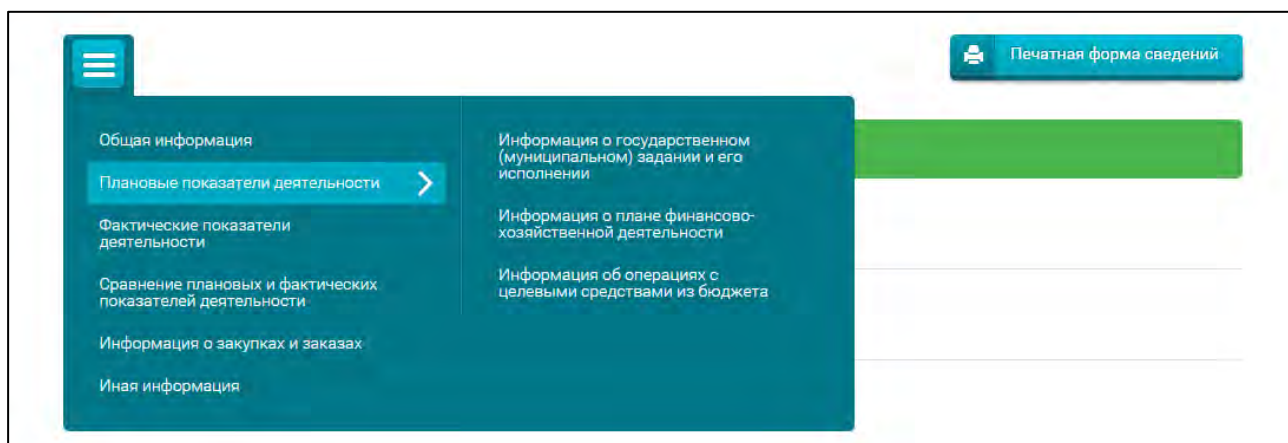 Печатная форма сведений
Общая информация
Плановые показатели деятельности
Фактические показатели
деятельности
Сравнение плановых и фактических
показателей деятельности
Информация о закупках и заказах
Иная информация
Информация о государственном
(муниципальном) задании и его
исполнении
Информация о плане финансово-
хозяйственной деятельности
Информация об операциях с
целевыми средствами из бюджета